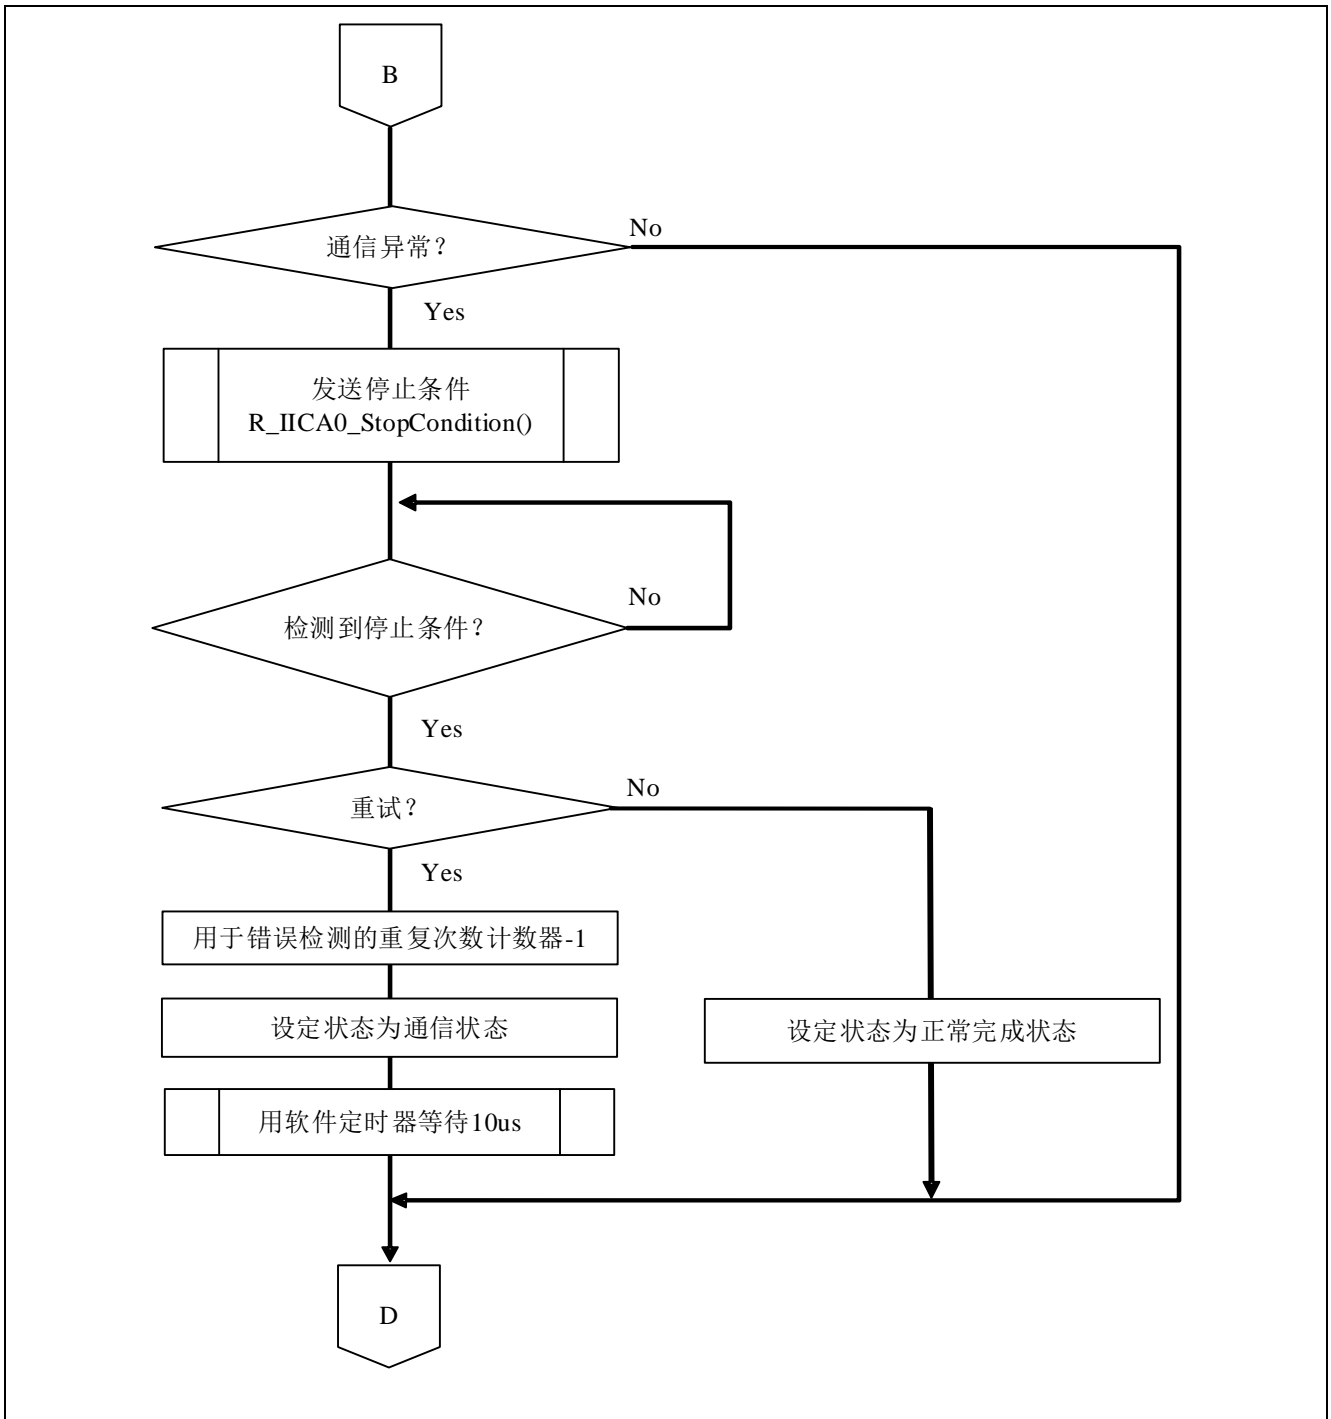 B
通信异常？
No
Yes
发送停止条件
R_IICA0_StopCondition()
检测到停止条件？
No
Yes
重试？
No
Yes
用于错误检测的重复次数计数器-1
设定状态为通信状态
设定状态为正常完成状态
用软件定时器等待10us
D